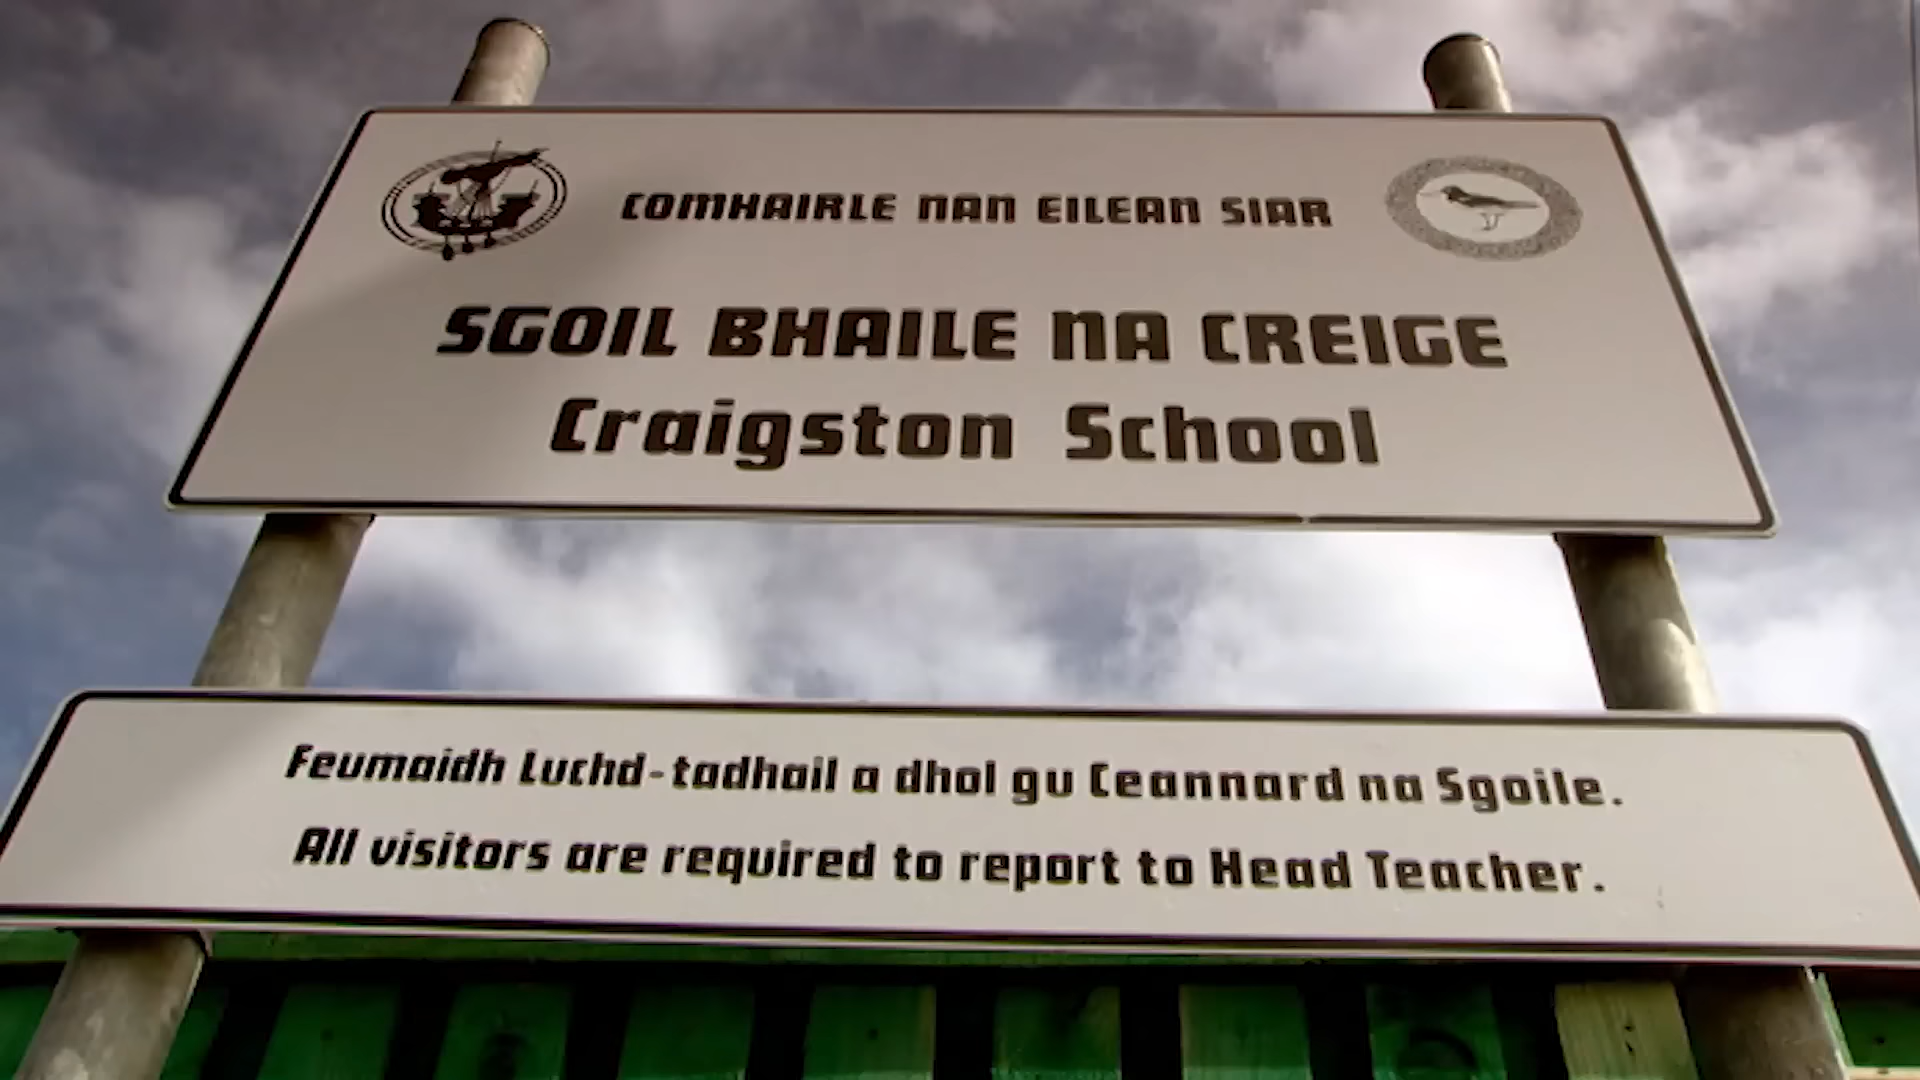 COMHAIRLE NAN EILEAN SIAR
SGOIL BHAILE NA CREIGE
Craigston School
Feumaidh Luchd-tadhail a dhol gu Ceannard na Sgoile.
All visitors are required to report to Head Teacher.